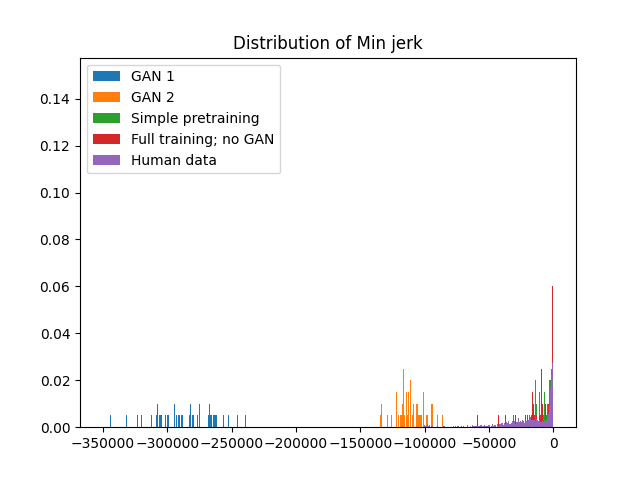 Distribution of Min jerk
GAN 1
GAN 2
Simple pretraining
Full training; no GAN
Human data
0.14
0.12
0.10
0.08
0.06
0.04
0.02
0.00
−350000 −300000 −250000 −200000 −150000 −100000 −50000 0